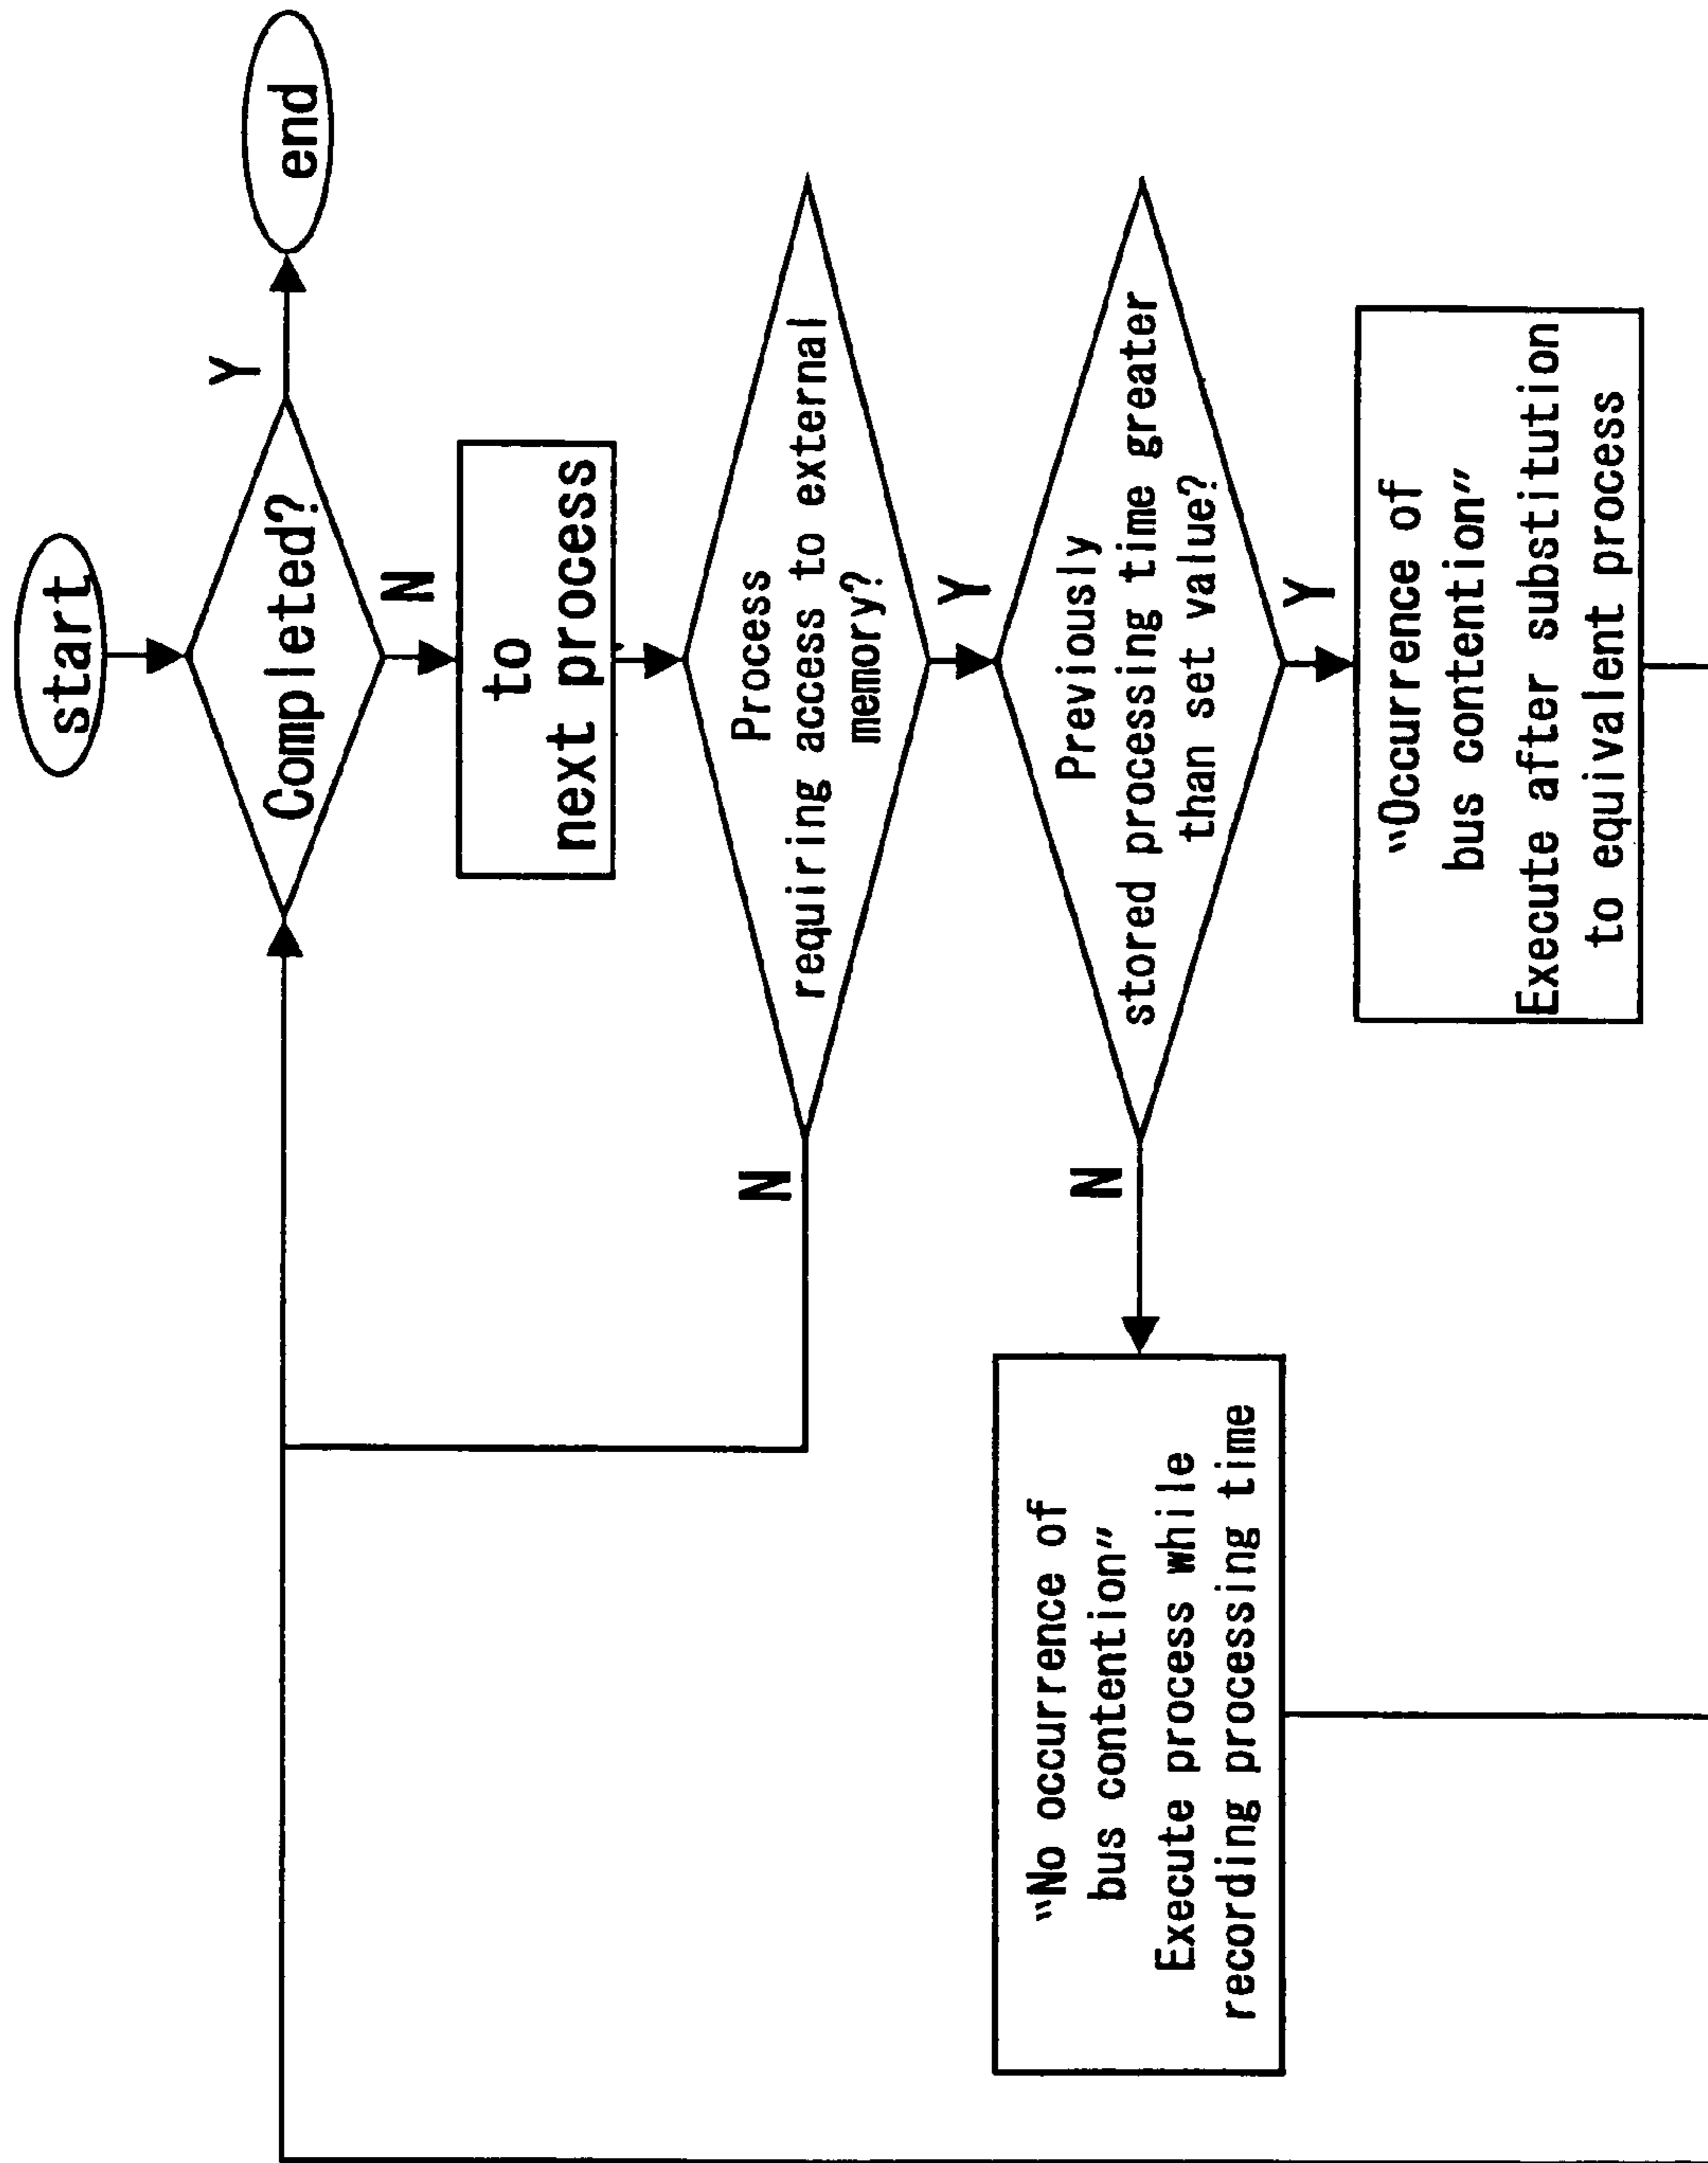 start
Completed?
Y
end
N
to
next process
Process
requiring access to external
memory?
N
Y
Previously
stored processing time greater
than set value?
N
Y
"No occurrence of
bus contention"
Execute process while
recording processing time
"Occurrence of
bus contention"
Execute after substitution
to equivalent process